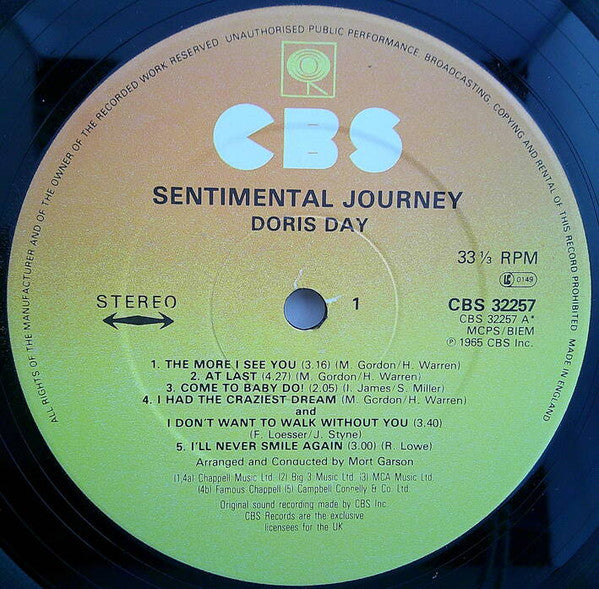 ALL RIGHTS OF THE MANUFACTURER AND OF THE OWNER OF THE RECORDED WORK RESERVED. UNAUTHORISED PUBLIC PERFORMANCE, BROADCASTING, COPYING AND RENTAL OF THIS RECORD PROHIBITED. MADE IN ENGLAND
CBS
SENTIMENTAL JOURNEY
DORIS DAY
33 1/3 RPM
LC 0149
STEREO
1
CBS 32257
CBS 32257 A*
MCPS/BIEM
℗ 1965 CBS Inc.
1. THE MORE I SEE YOU (3.16) (M. Gordon/H. Warren)
2. AT LAST (4.27) (M. Gordon/H. Warren)
3. COME TO BABY DO! (2.05) (I. James/S. Miller)
4. I HAD THE CRAZIEST DREAM (M. Gordon/H. Warren)
and
I DON'T WANT TO WALK WITHOUT YOU (3.40)
(F. Loesser/J. Styne)
5. I'LL NEVER SMILE AGAIN (3.00) (R. Lowe)
Arranged and Conducted by Mort Garson
(1,4a) Chappell Music Ltd. (2) Big 3 Music Ltd. (3) MCA Music Ltd.
(4b) Famous Chappell (5) Campbell Connelly & Co. Ltd.
Original sound recording made by CBS Inc.
CBS Records are the exclusive
licensees for the UK